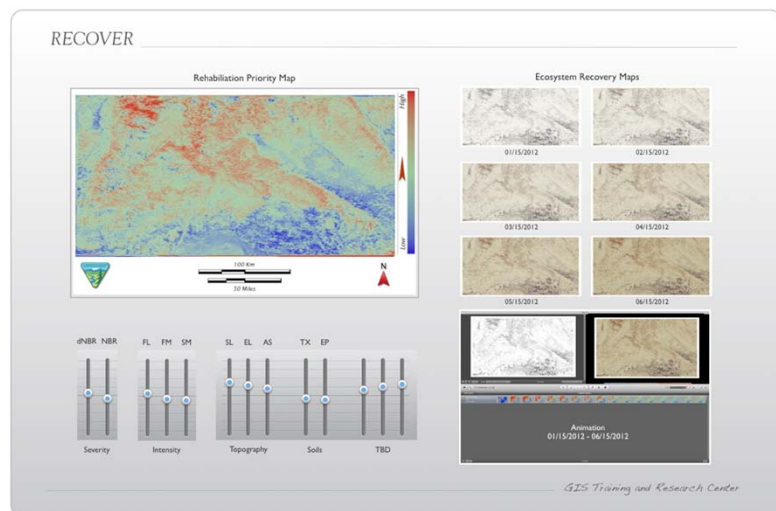 RECOVER
Rehabiliation Priority Map
High
Low
100 Km
50 Miles
N
dNBR NBR
FL FM SM
SL EL AS
TX EP
Severity
Intensity
Topography
Soils
TBD
Ecosystem Recovery Maps
01/15/2012
02/15/2012
03/15/2012
04/15/2012
05/15/2012
06/15/2012
Animation
01/15/2012 - 06/15/2012
GIS Training and Research Center